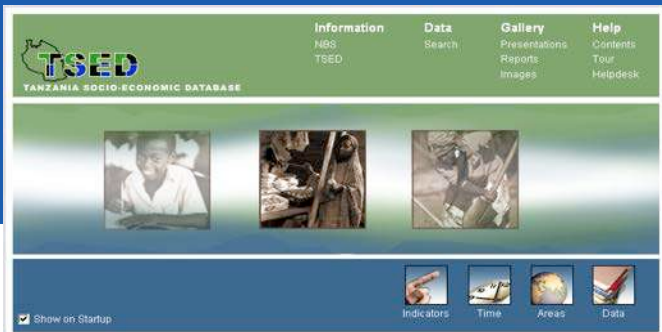 Information Data Gallery Help
NBS Search Presentations Contents
TSED Reports Tour
Images Helpdesk
TSED
TANZANIA SOCIO-ECONOMIC DATABASE
Indicators Time Areas Data
Show on Startup